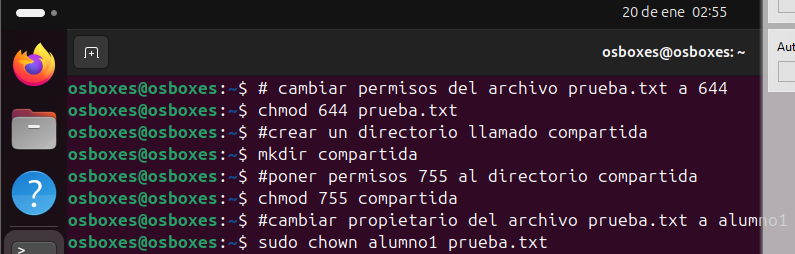 20 de ene 02:55
Aut
osboxes@osboxes: ~
osboxes@osboxes:~$ # cambiar permisos del archivo prueba.txt a 644
osboxes@osboxes:~$ chmod 644 prueba.txt
osboxes@osboxes:~$ #crear un directorio llamado compartida
osboxes@osboxes:~$ mkdir compartida
osboxes@osboxes:~$ #poner permisos 755 al directorio compartida
osboxes@osboxes:~$ chmod 755 compartida
osboxes@osboxes:~$ #cambiar propietario del archivo prueba.txt a alumno1
osboxes@osboxes:~$ sudo chown alumno1 prueba.txt